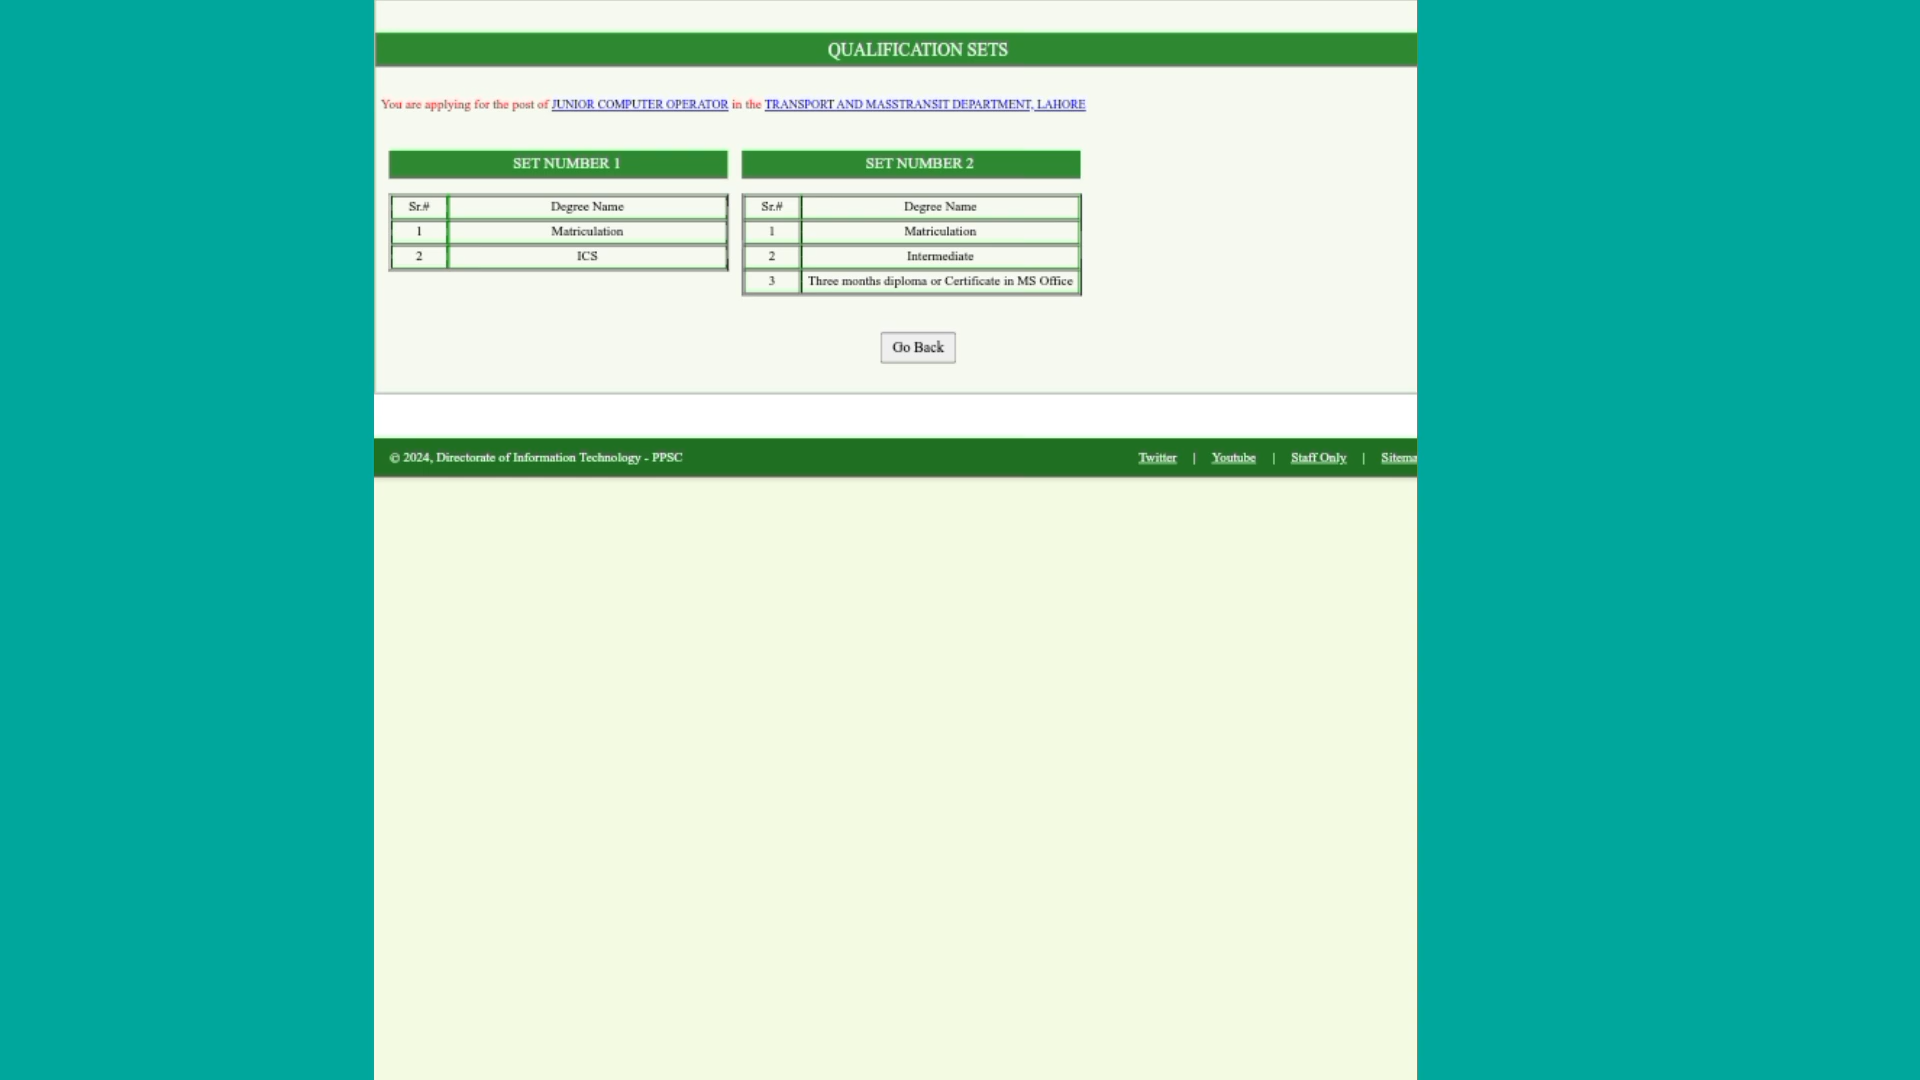 QUALIFICATION SETS
You are applying for the post of JUNIOR COMPUTER OPERATOR in the TRANSPORT AND MASSTRANSIT DEPARTMENT, LAHORE
SET NUMBER 1
Sr.# Degree Name
1 Matriculation
2 ICS
SET NUMBER 2
Sr.# Degree Name
1 Matriculation
2 Intermediate
3 Three months diploma or Certificate in MS Office
Go Back
© 2024, Directorate of Information Technology - PPSC
Twitter | Youtube | Staff Only |